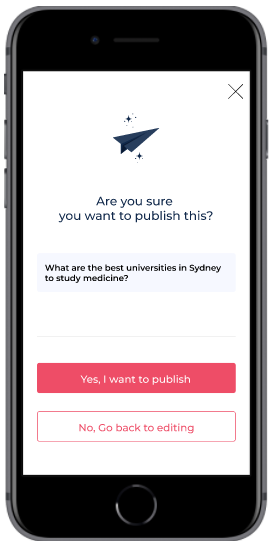 Are you sure
you want to publish this?
What are the best universities in Sydney
to study medicine?
Yes, I want to publish
No, Go back to editing